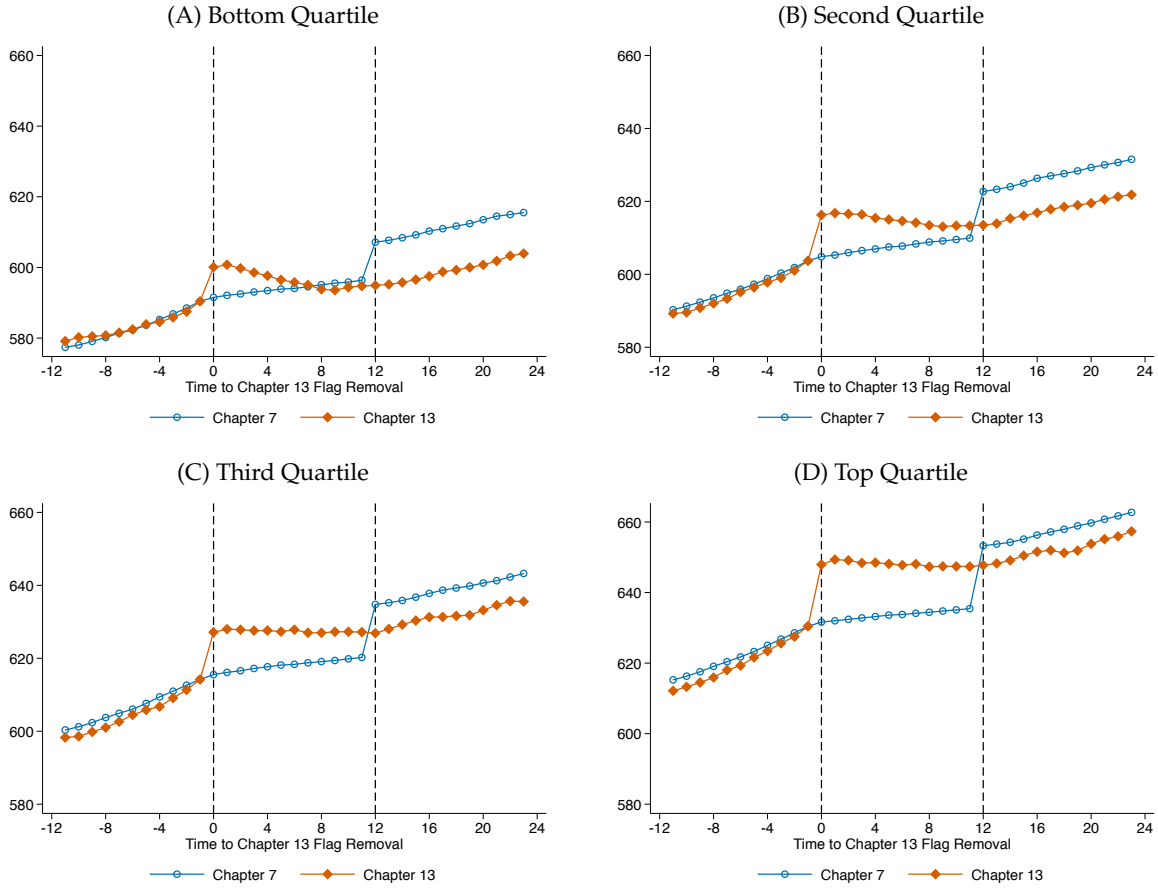 (A) Bottom Quartile
660
640
620
600
580
-12 -4 0 4 8 12 16 20 24
Time to Chapter 13 Flag Removal
Chapter 7 Chapter 13
(B) Second Quartile
660
640
620
600
580
-12 -8 -4 0 4 8 12 16 20 24
Time to Chapter 13 Flag Removal
Chapter 7 Chapter 13
(C) Third Quartile
660
640
620
600
580
-12 -8 -4 0 4 8 12 16 20 24
Time to Chapter 13 Flag Removal
Chapter 7 Chapter 13
(D) Top Quartile
660
640
620
600
580
-12 -8 -4 0 4 8 12 16 20 24
Time to Chapter 13 Flag Removal
Chapter 7 Chapter 13